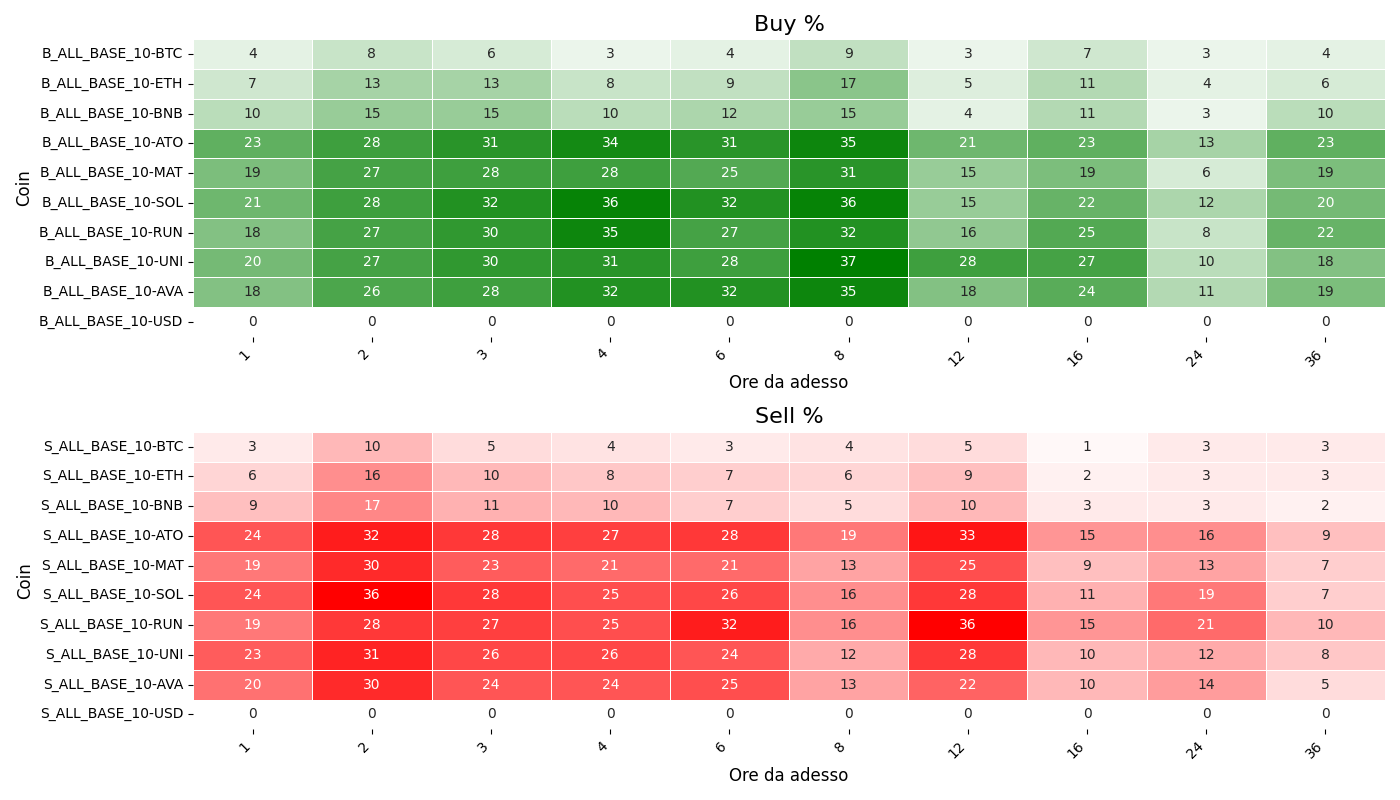 Buy %
Coin
B_ALL_BASE_10-BTC 4 8 6 3 4 9 3 7 3 4
B_ALL_BASE_10-ETH 7 13 13 8 9 17 5 11 4 6
B_ALL_BASE_10-BNB 10 15 15 10 12 15 4 11 3 10
B_ALL_BASE_10-ATO 23 28 31 34 31 35 21 23 13 23
B_ALL_BASE_10-MAT 19 27 28 28 25 31 15 19 6 19
B_ALL_BASE_10-SOL 21 28 32 36 32 36 15 22 12 20
B_ALL_BASE_10-RUN 18 27 30 35 27 32 16 25 8 22
B_ALL_BASE_10-UNI 20 27 30 31 28 37 28 27 10 18
B_ALL_BASE_10-AVA 18 26 28 32 32 35 18 24 11 19
B_ALL_BASE_10-USD 0 0 0 0 0 0 0 0 0 0
1 2 3 4 6 8 12 16 24 36
Ore da adesso
Sell %
Coin
S_ALL_BASE_10-BTC 3 10 5 4 3 4 5 1 3 3
S_ALL_BASE_10-ETH 6 16 10 8 7 6 9 2 3 3
S_ALL_BASE_10-BNB 9 17 11 10 7 5 10 3 3 2
S_ALL_BASE_10-ATO 24 32 28 27 28 19 33 15 16 9
S_ALL_BASE_10-MAT 19 30 23 21 21 13 25 9 13 7
S_ALL_BASE_10-SOL 24 36 28 25 26 16 28 11 19 7
S_ALL_BASE_10-RUN 19 28 27 25 32 16 36 15 21 10
S_ALL_BASE_10-UNI 23 31 26 26 24 12 28 10 12 8
S_ALL_BASE_10-AVA 20 30 24 24 25 13 22 10 14 5
S_ALL_BASE_10-USD 0 0 0 0 0 0 0 0 0 0
1 2 3 4 6 8 12 16 24 36
Ore da adesso